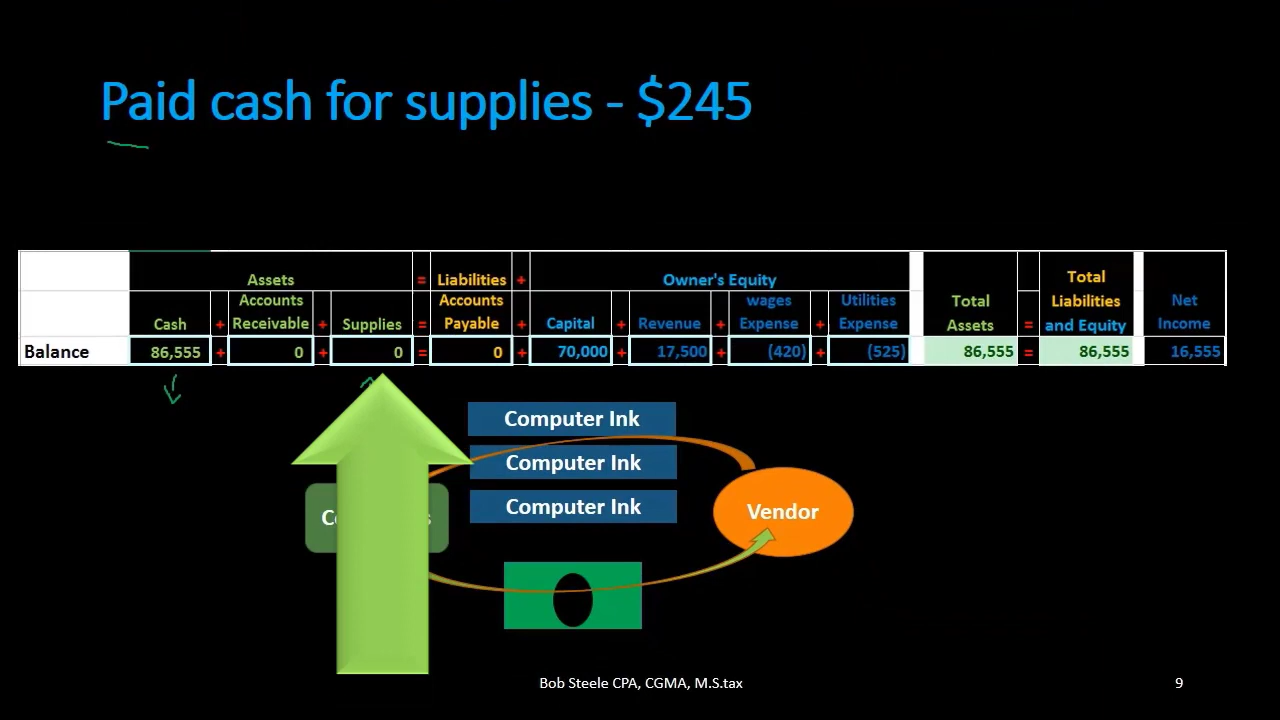 Paid cash for supplies - $245
Assets = Liabilities + Owner's Equity
Total Assets = Total Liabilities and Equity
Net Income
Cash + Accounts Receivable + Supplies = Accounts Payable + Capital + Revenue + wages Expense + Utilities Expense
Balance 86,555 + 0 + 0 = 0 + 70,000 + 17,500 + (420) + (525) 86,555 = 86,555 16,555
Computer Ink
Computer Ink
Computer Ink
Vendor
Bob Steele CPA, CGMA, M.S.tax
9